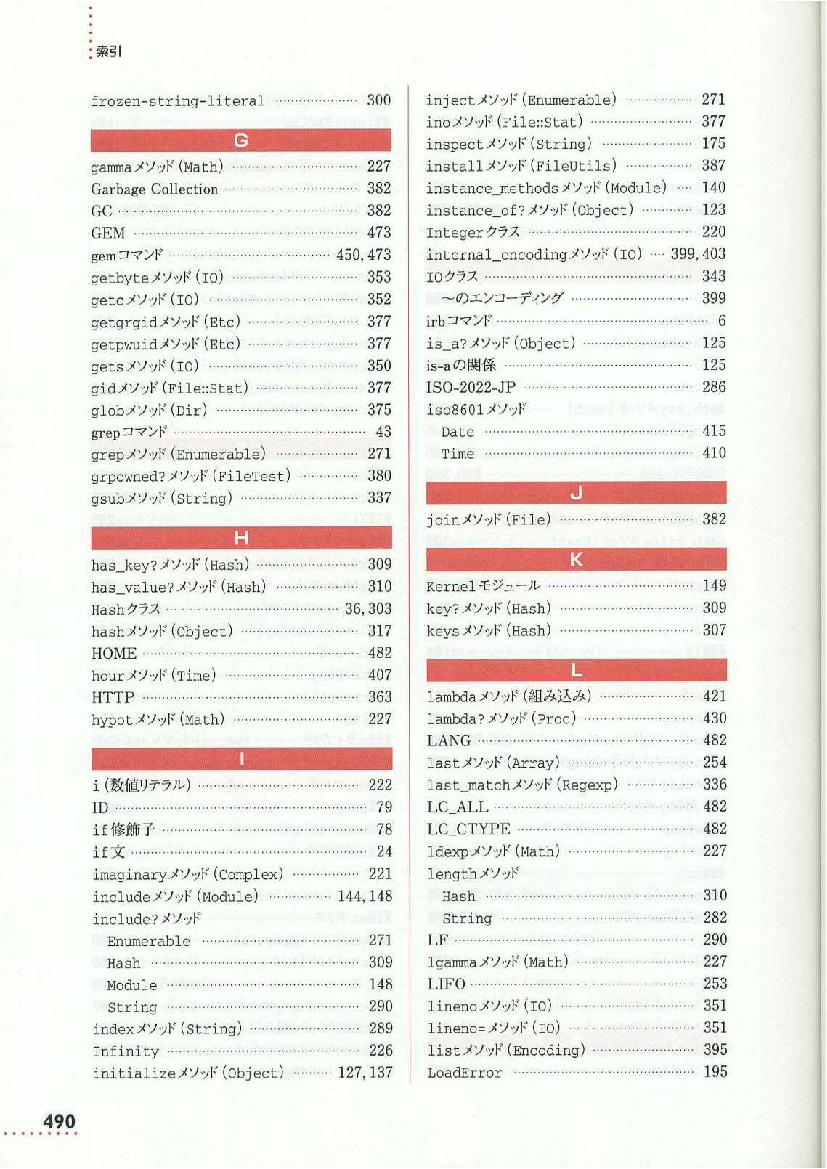 索引
frozen-string-literal ………………… 300
G
gammaメソッド (Math) ………………… 227
Garbage Collection ………………… 382
GC ………………… 382
GEM ………………… 473
gemコマンド ………………… 450, 473
getbyteメソッド (IO) ………………… 353
getcメソッド (IO) ………………… 352
getgrgidメソッド (Etc) ………………… 377
getpwuidメソッド (Etc) ………………… 377
getsメソッド (IO) ………………… 350
gidメソッド (File::Stat) ………………… 377
globメソッド (Dir) ………………… 375
grepコマンド ………………… 43
grepメソッド (Enumerable) ………………… 271
grpowned?メソッド (FileTest) …………… 380
gsubメソッド (String) ………………… 337
H
has_key?メソッド (Hash) ………………… 309
has_value?メソッド (Hash) ………………… 310
Hashクラス ………………… 36, 303
hashメソッド (Object) ………………… 317
HOME ………………… 482
hourメソッド (Time) ………………… 407
HTTP ………………… 363
hypotメソッド (Math) ………………… 227
I
i (数値リテラル) ………………… 222
ID ………………… 79
if修飾子 ………………… 78
if文 ………………… 24
imaginaryメソッド (Complex) ……………… 221
includeメソッド (Module) …………… 144, 148
include?メソッド
Enumerable ………………… 271
Hash ………………… 309
Module ………………… 148
String ………………… 290
indexメソッド (String) ………………… 289
Infinity ………………… 226
initializeメソッド (Object) ……… 127, 137
injectメソッド (Enumerable) ……………… 271
inoメソッド (File::Stat) ………………… 377
inspectメソッド (String) ………………… 175
installメソッド (FileUtils) ……………… 387
instance_methodsメソッド (Module) … 140
instance_of?メソッド (Object) ………… 123
Integerクラス ………………… 220
internal_encodingメソッド (IO) … 399, 403
IOクラス ………………… 343
～のエンコーディング ………………… 399
irbコマンド ………………… 6
is_a?メソッド (Object) ………………… 125
is-aの関係 ………………… 125
ISO-2022-JP ………………… 286
iso8601メソッド
Date ………………… 415
Time ………………… 410
J
joinメソッド (File) ………………… 382
K
Kernelモジュール ………………… 149
key?メソッド (Hash) ………………… 309
keysメソッド (Hash) ………………… 307
L
lambdaメソッド (組み込み) ………………… 421
lambda?メソッド (Proc) ………………… 430
LANG ………………… 482
lastメソッド (Array) ………………… 254
last_matchメソッド (Regexp) …………… 336
LC_ALL ………………… 482
LC_CTYPE ………………… 482
ldexpメソッド (Math) ………………… 227
lengthメソッド
Hash ………………… 310
String ………………… 282
LF ………………… 290
lgammaメソッド (Math) ………………… 227
LIFO ………………… 253
linenoメソッド (IO) ………………… 351
lineno=メソッド (IO) ………………… 351
listメソッド (Encoding) ………………… 395
LoadError ………………… 195
490